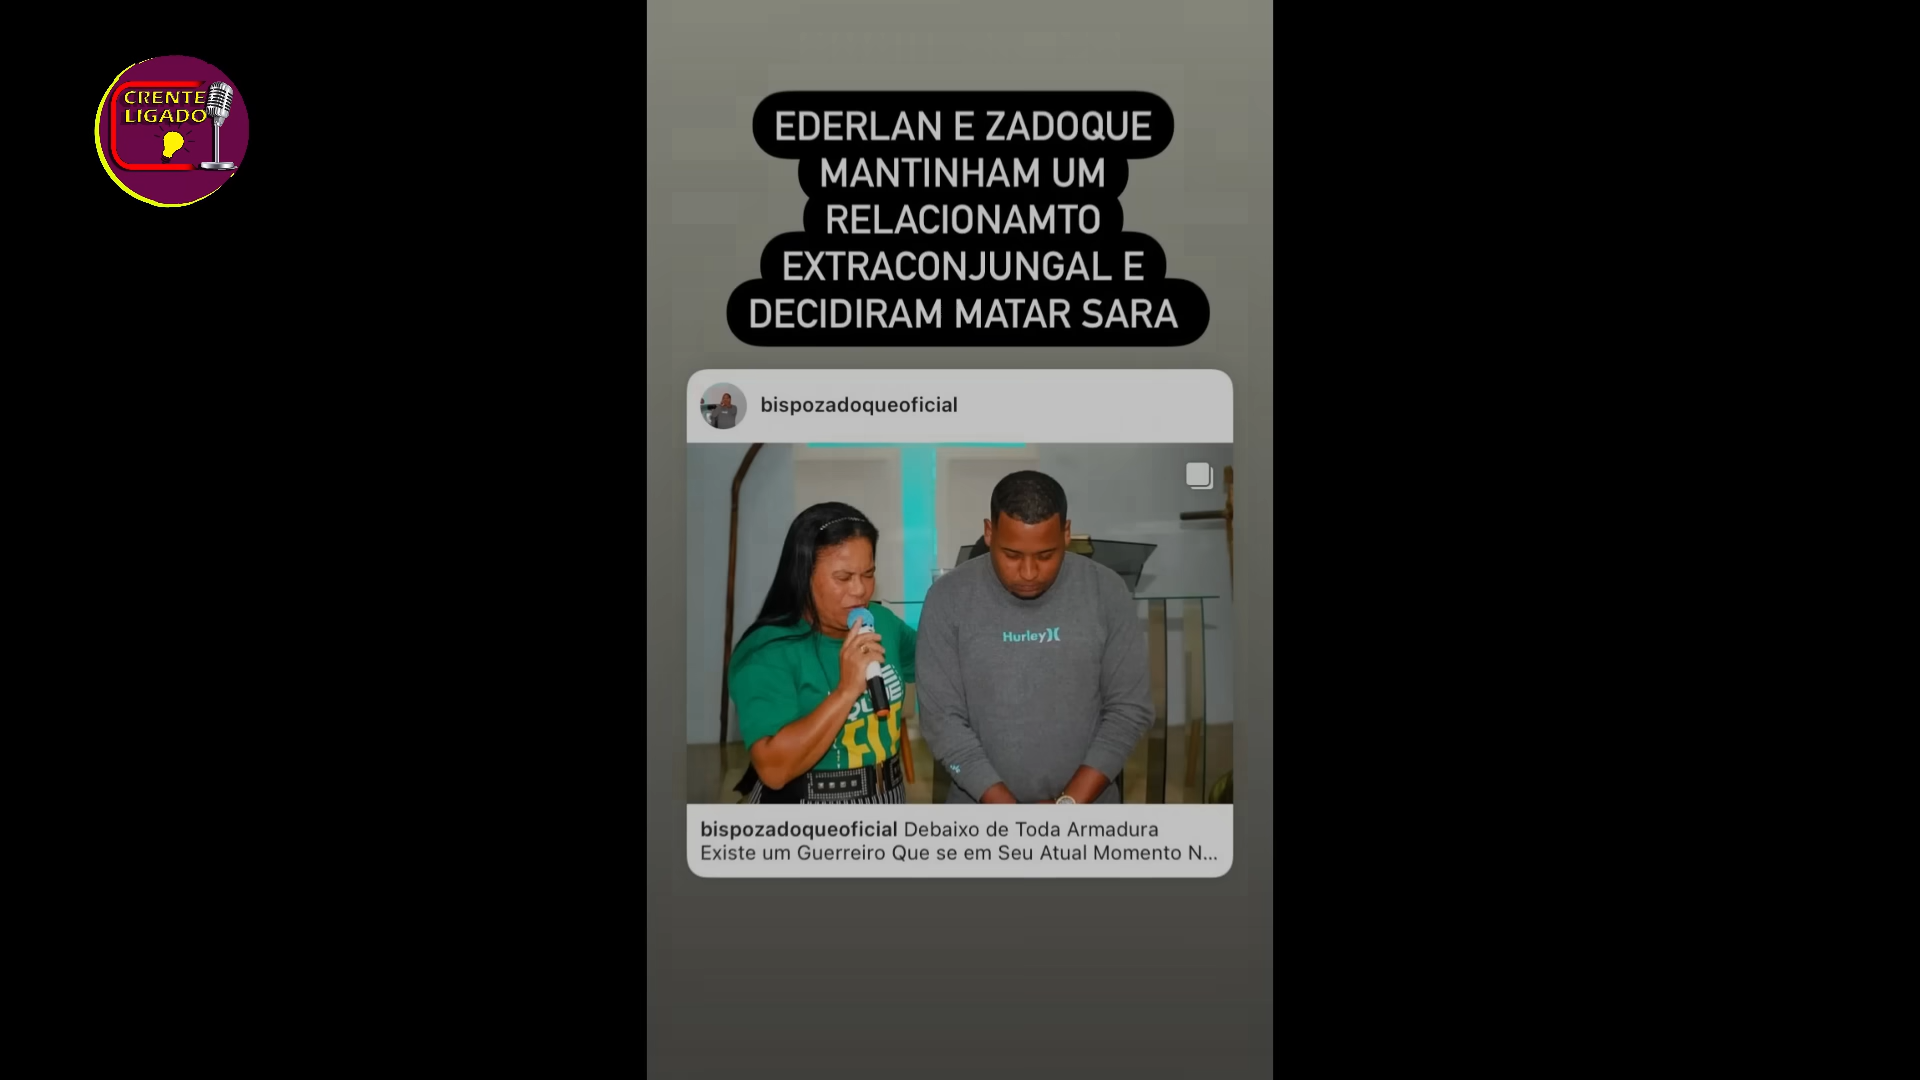 CRENTE
LIGADO
EDERLAN E ZADOQUE
MANTINHAM UM
RELACIONAMTO
EXTRACONJUNGAL E
DECIDIRAM MATAR SARA
bispozadoqueoficial
Hurley
bispozadoqueoficial Debaixo de Toda Armadura
Existe um Guerreiro Que se em Seu Atual Momento N...